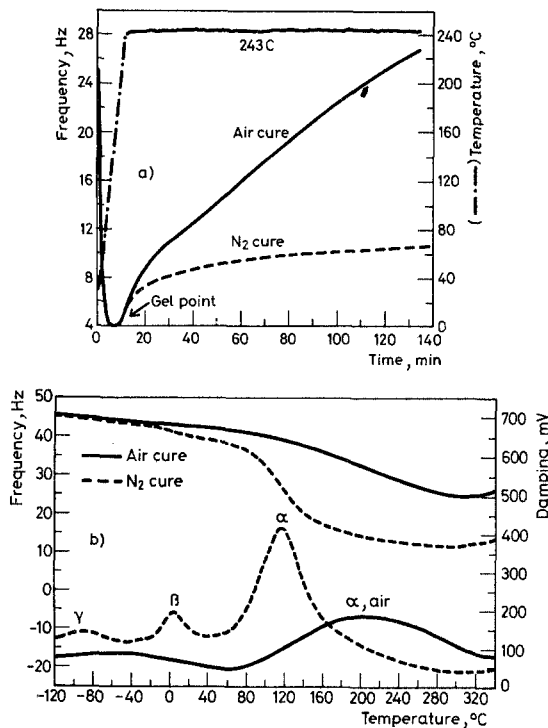 28
24
20
16
12
8
4
Frequency, Hz
243C
Air cure
a)
N2 cure
Gel point
240
200
160
120
80
40
0
(—·—) Temperature, °C
0 20 40 60 80 100 120 140
Time, min
50
40
30
20
10
0
-10
-20
Frequency, Hz
Air cure
N2 cure
b)
γ
β
α
α, air
700
600
500
400
300
200
100
0
Damping, mV
-120 -80 -40 0 40 80 120 160 200 240 280 320
Temperature, °C